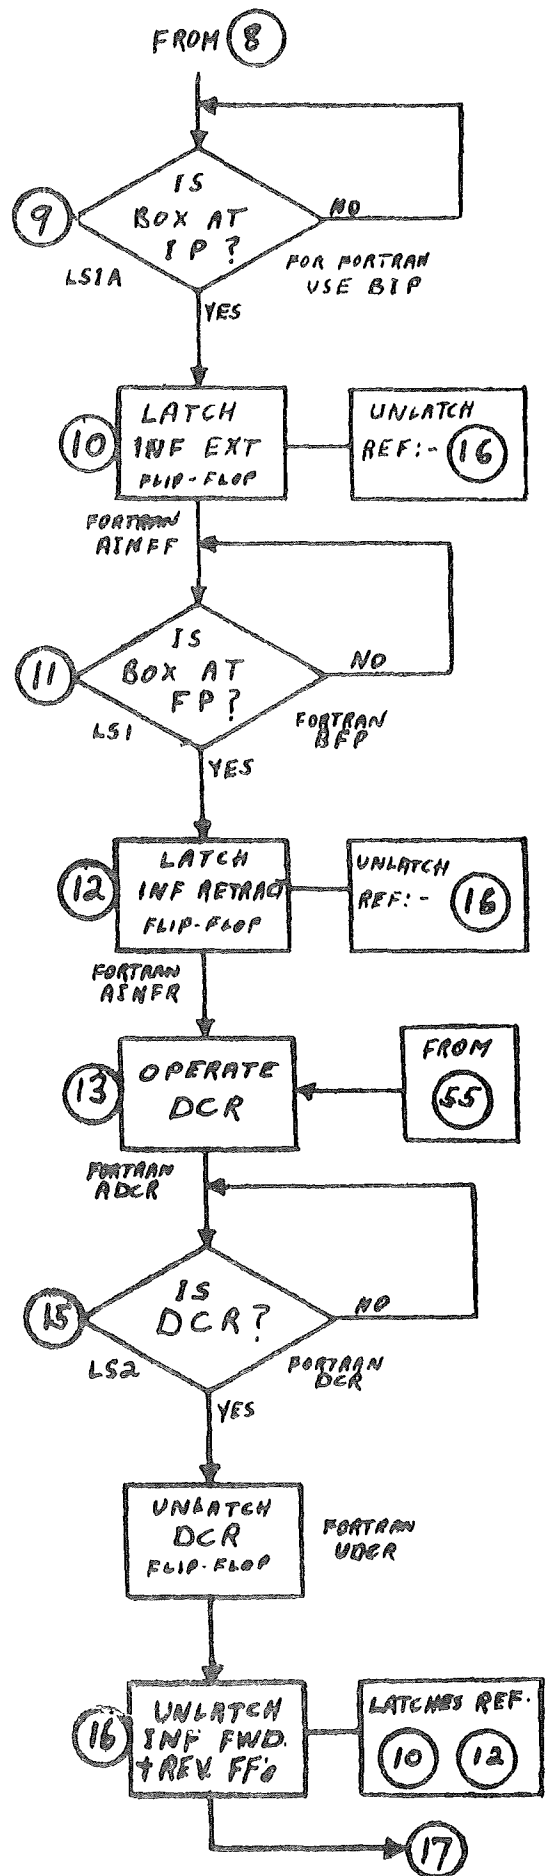 FROM 8
IS
BOX AT
IP?
9
NO
LS1A
FOR FORTRAN
USE BIP
YES
10
LATCH
INF EXT
FLIP-FLOP
UNLATCH
REF:- 16
FORTRAN
AINFF
IS
BOX AT
FP?
11
NO
LS1
FORTRAN
BFP
YES
12
LATCH
INF RETRACT
FLIP-FLOP
UNLATCH
REF:- 16
FORTRAN
AINFR
13
OPERATE
DCR
FROM
55
FORTRAN
ADCR
IS
DCR?
15
NO
LS2
FORTRAN
DCR
YES
UNLATCH
DCR
FLIP-FLOP
FORTRAN
UDCR
16
UNLATCH
INF FWD.
+ REV. FFs
LATCHES REF.
10 12
17